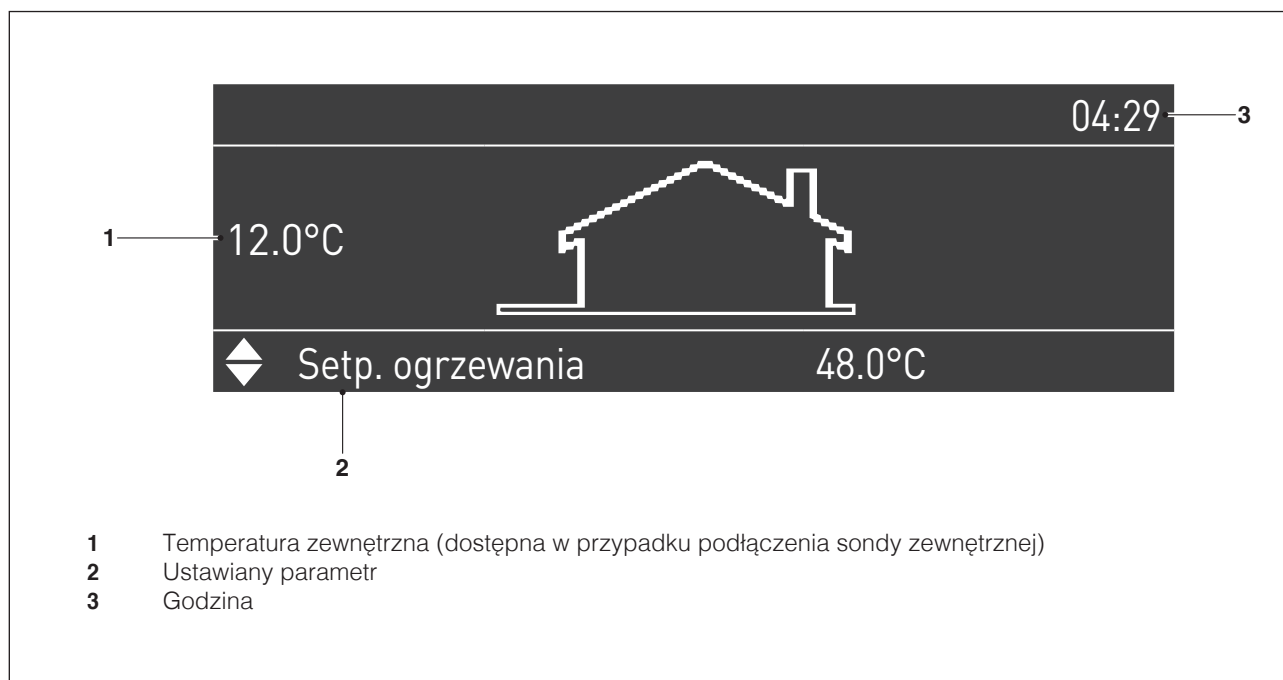 04:29
3
1
12.0°C
Setp. ogrzewania 48.0°C
2
1 Temperatura zewnętrzna (dostępna w przypadku podłączenia sondy zewnętrznej)
2 Ustawiany parametr
3 Godzina